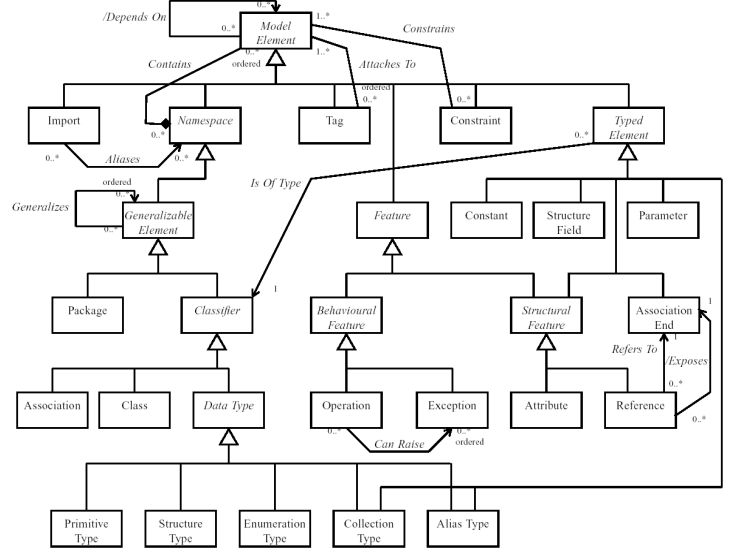 /Depends On
0..*
1..*
Model
Element
0..*
0..*
1..*
ordered
Constrains
Contains
Attaches To
ordered
0..*
0..*
Import
Namespace
Tag
Constraint
Typed
Element
0..*
0..*
0..*
0..*
Aliases
Is Of Type
ordered
0..*
Generalizes
0..*
Generalizable
Element
Feature
Constant
Structure
Field
Parameter
1
1
Package
Classifier
Behavioural
Feature
Structural
Feature
Association
End
1
Refers To
/Exposes
0..*
0..*
Association
Class
Data Type
Operation
Exception
Attribute
Reference
0..*
0..*
ordered
Can Raise
Primitive
Type
Structure
Type
Enumeration
Type
Collection
Type
Alias Type